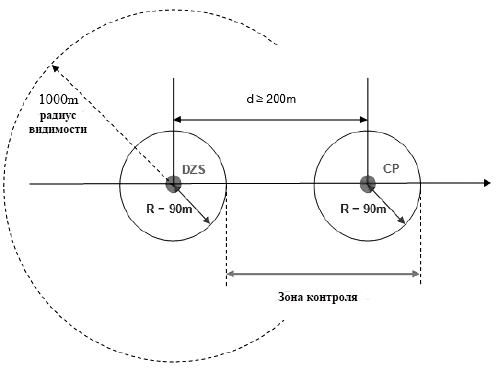 1000m
радиус
видимости
d ≥ 200m
DZS
CP
R – 90m
R – 90m
Зона контроля